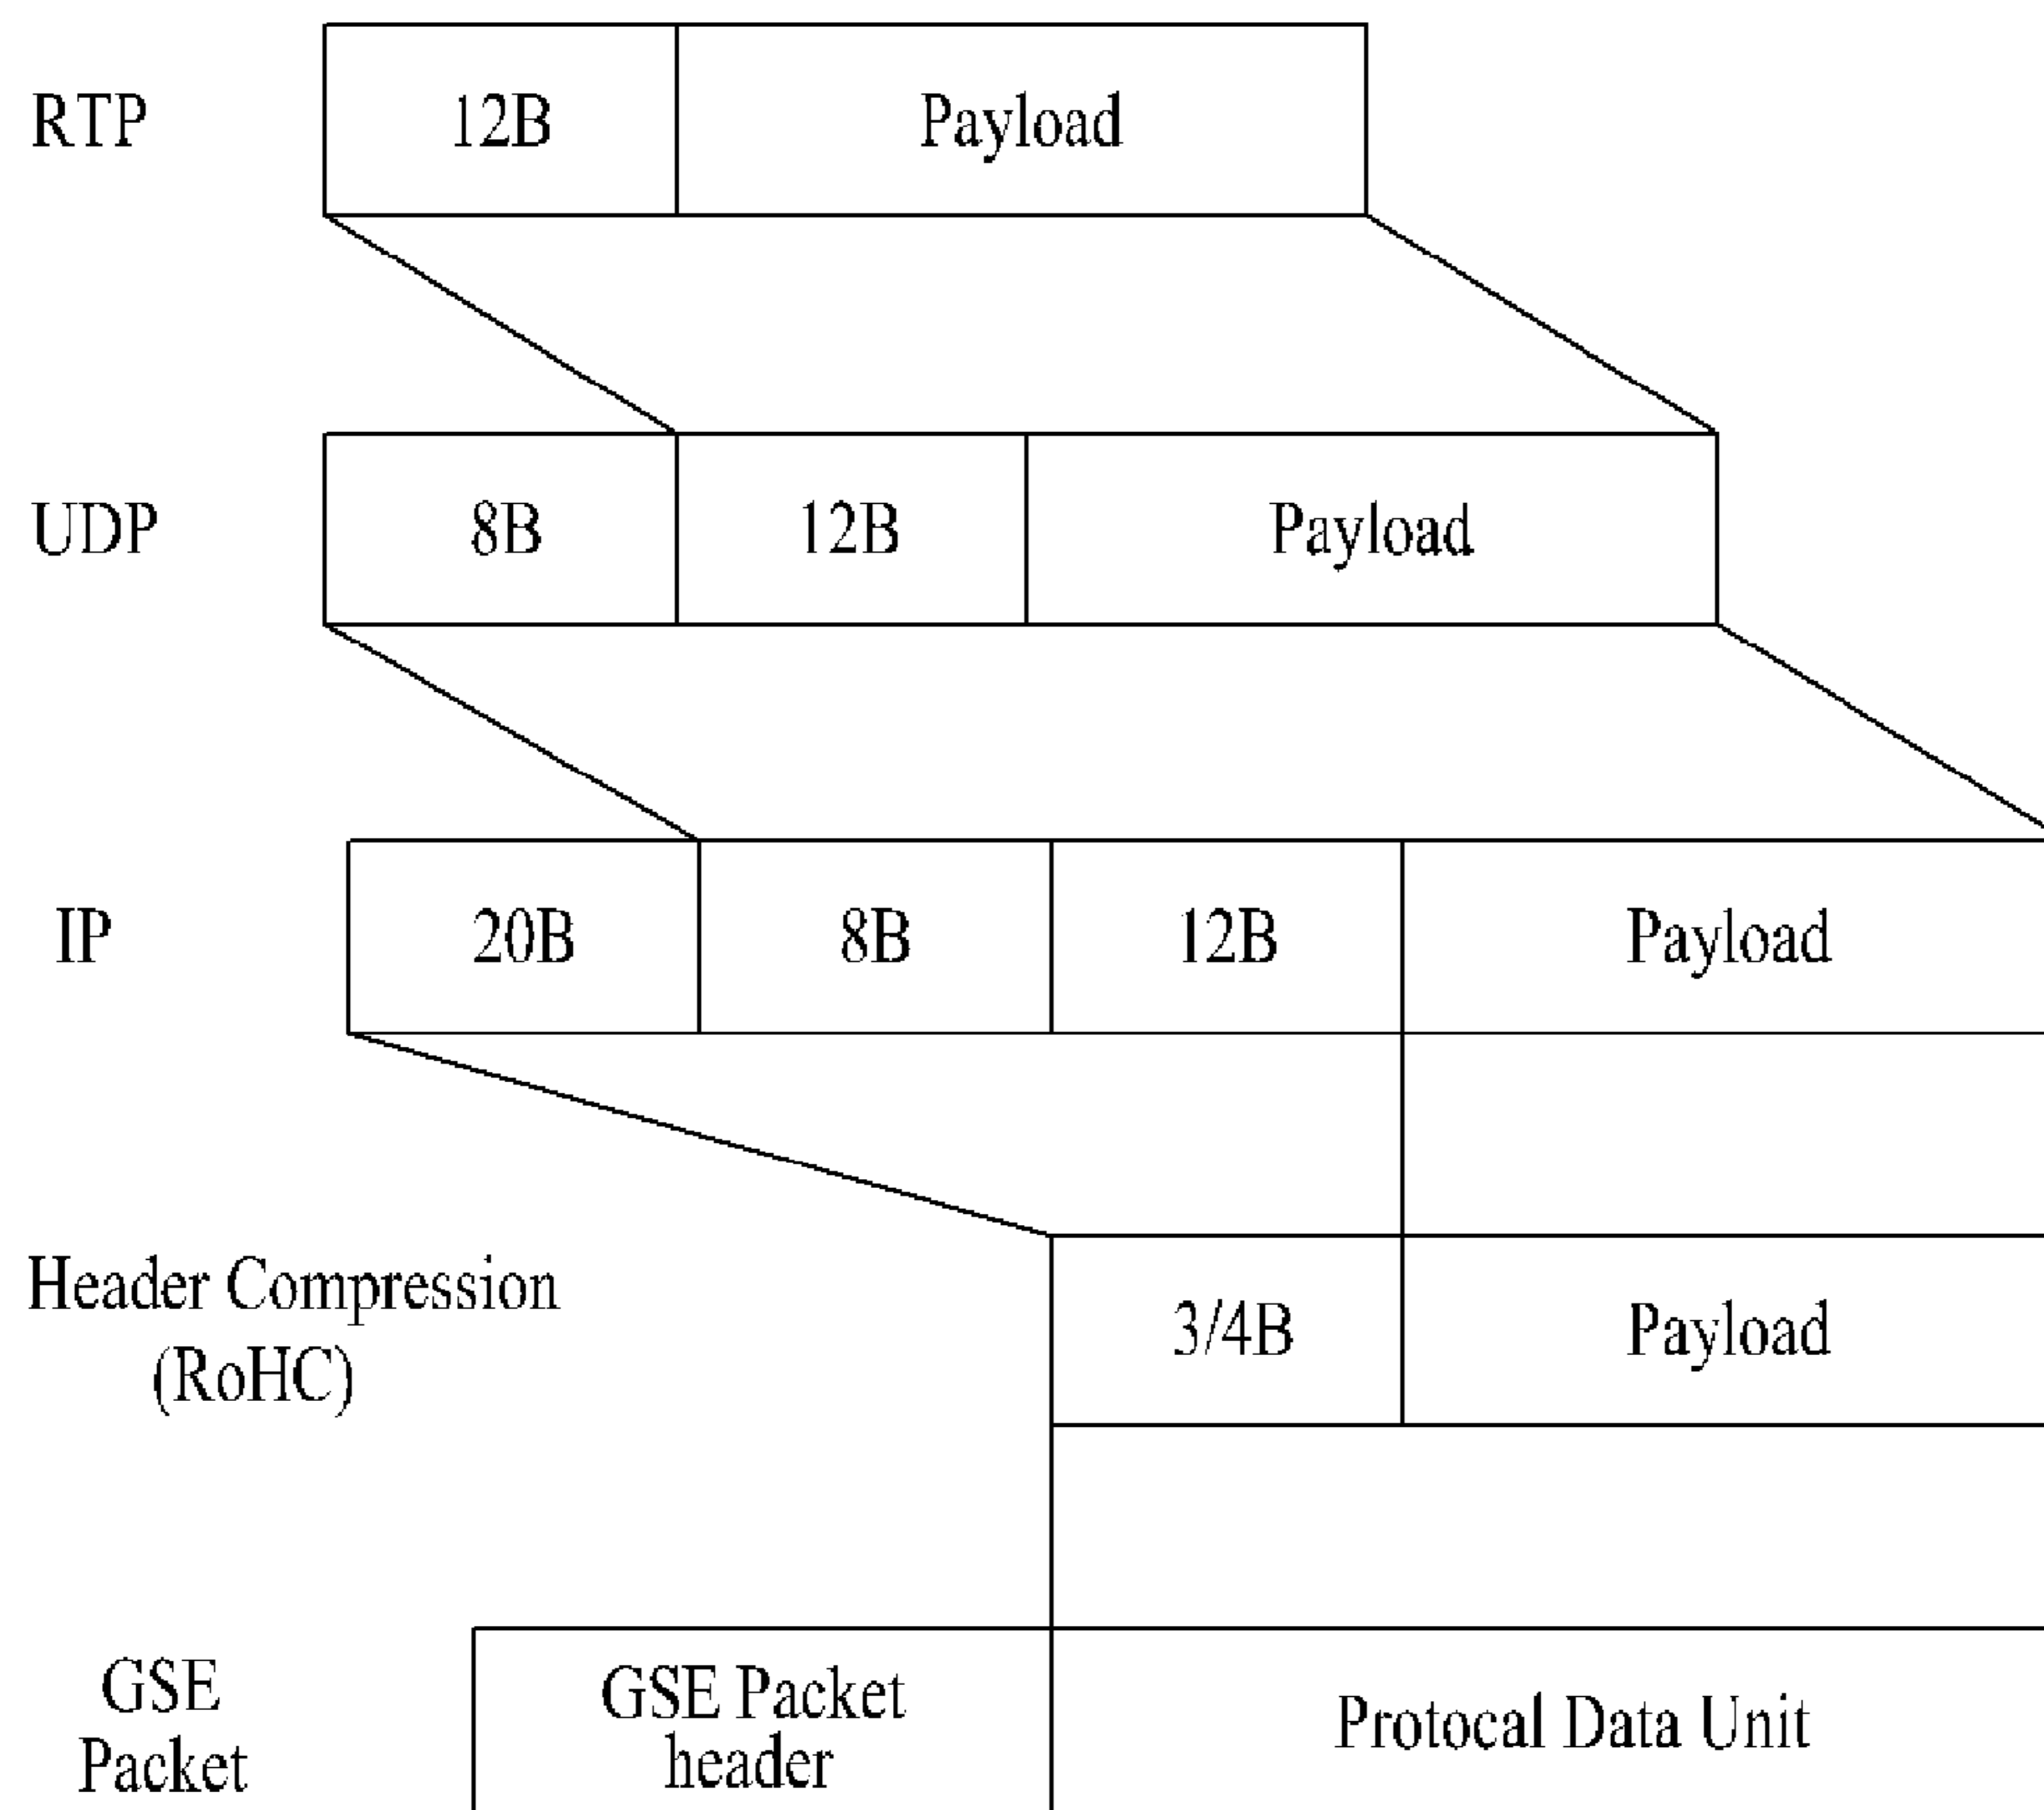 RTP 12B Payload
UDP 8B 12B Payload
IP 20B 8B 12B Payload
Header Compression
(RoHC)
3/4B Payload
GSE
Packet
GSE Packet
header
Protocal Data Unit